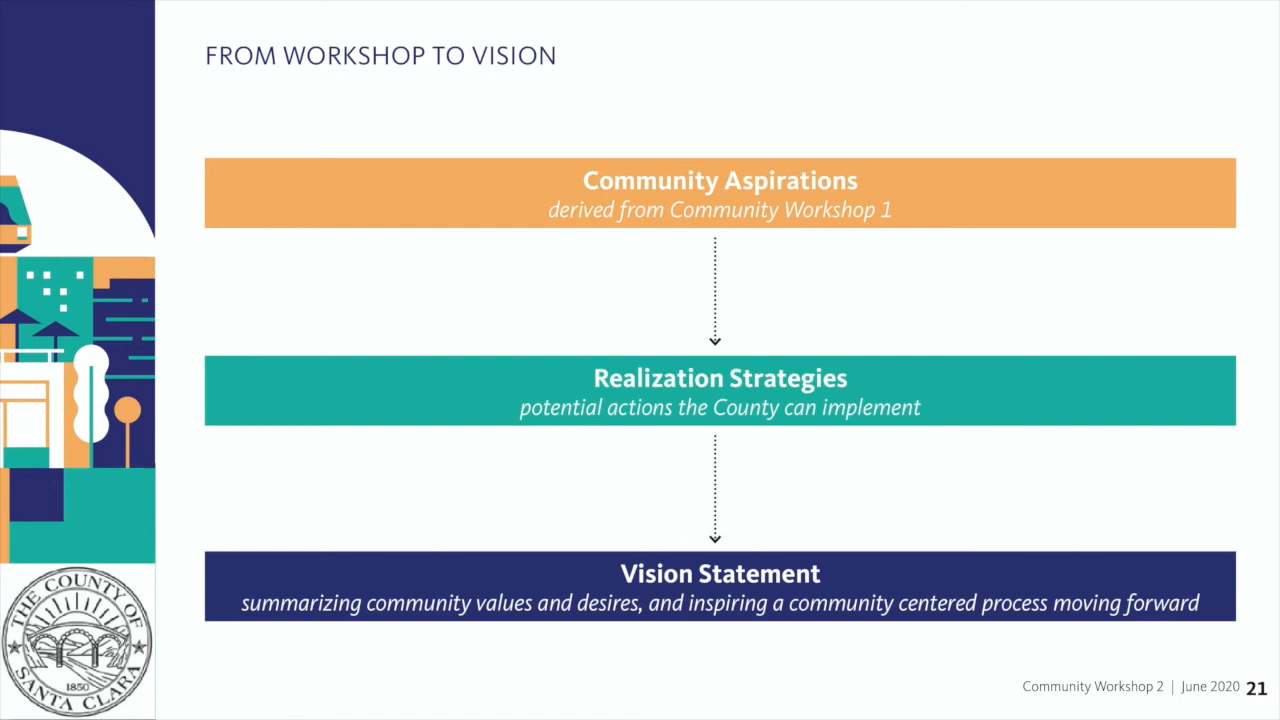 FROM WORKSHOP TO VISION
Community Aspirations
derived from Community Workshop 1
Realization Strategies
potential actions the County can implement
Vision Statement
summarizing community values and desires, and inspiring a community centered process moving forward
THE COUNTY OF
SANTA CLARA
1850
Community Workshop 2 | June 2020 21